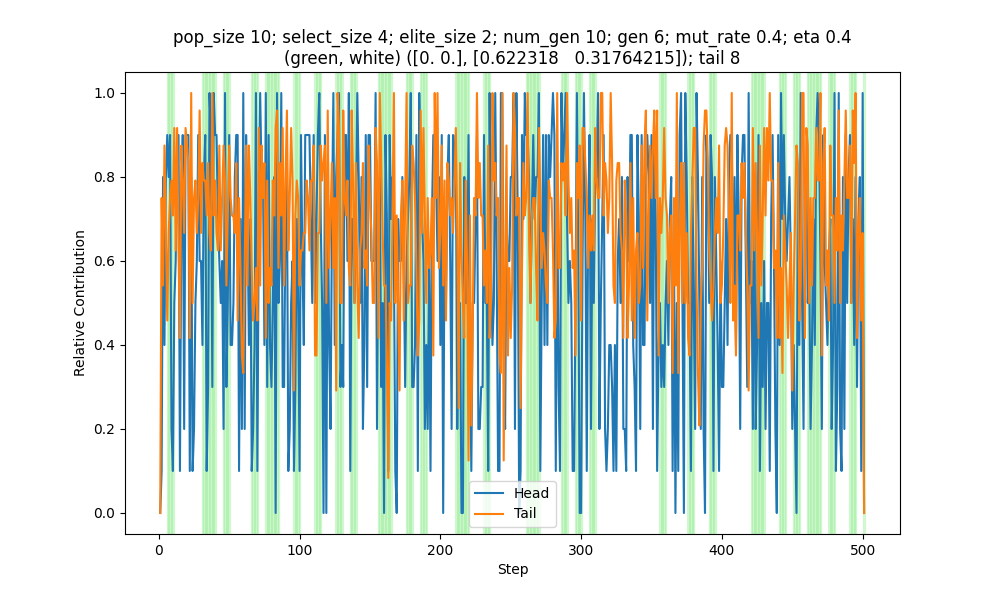 pop_size 10; select_size 4; elite_size 2; num_gen 10; gen 6; mut_rate 0.4; eta 0.4
(green, white) ([0. 0.], [0.622318   0.31764215]); tail 8
1.0
0.8
0.6
0.4
0.2
0.0
Relative Contribution
Head
Tail
0
100
200
300
400
500
Step